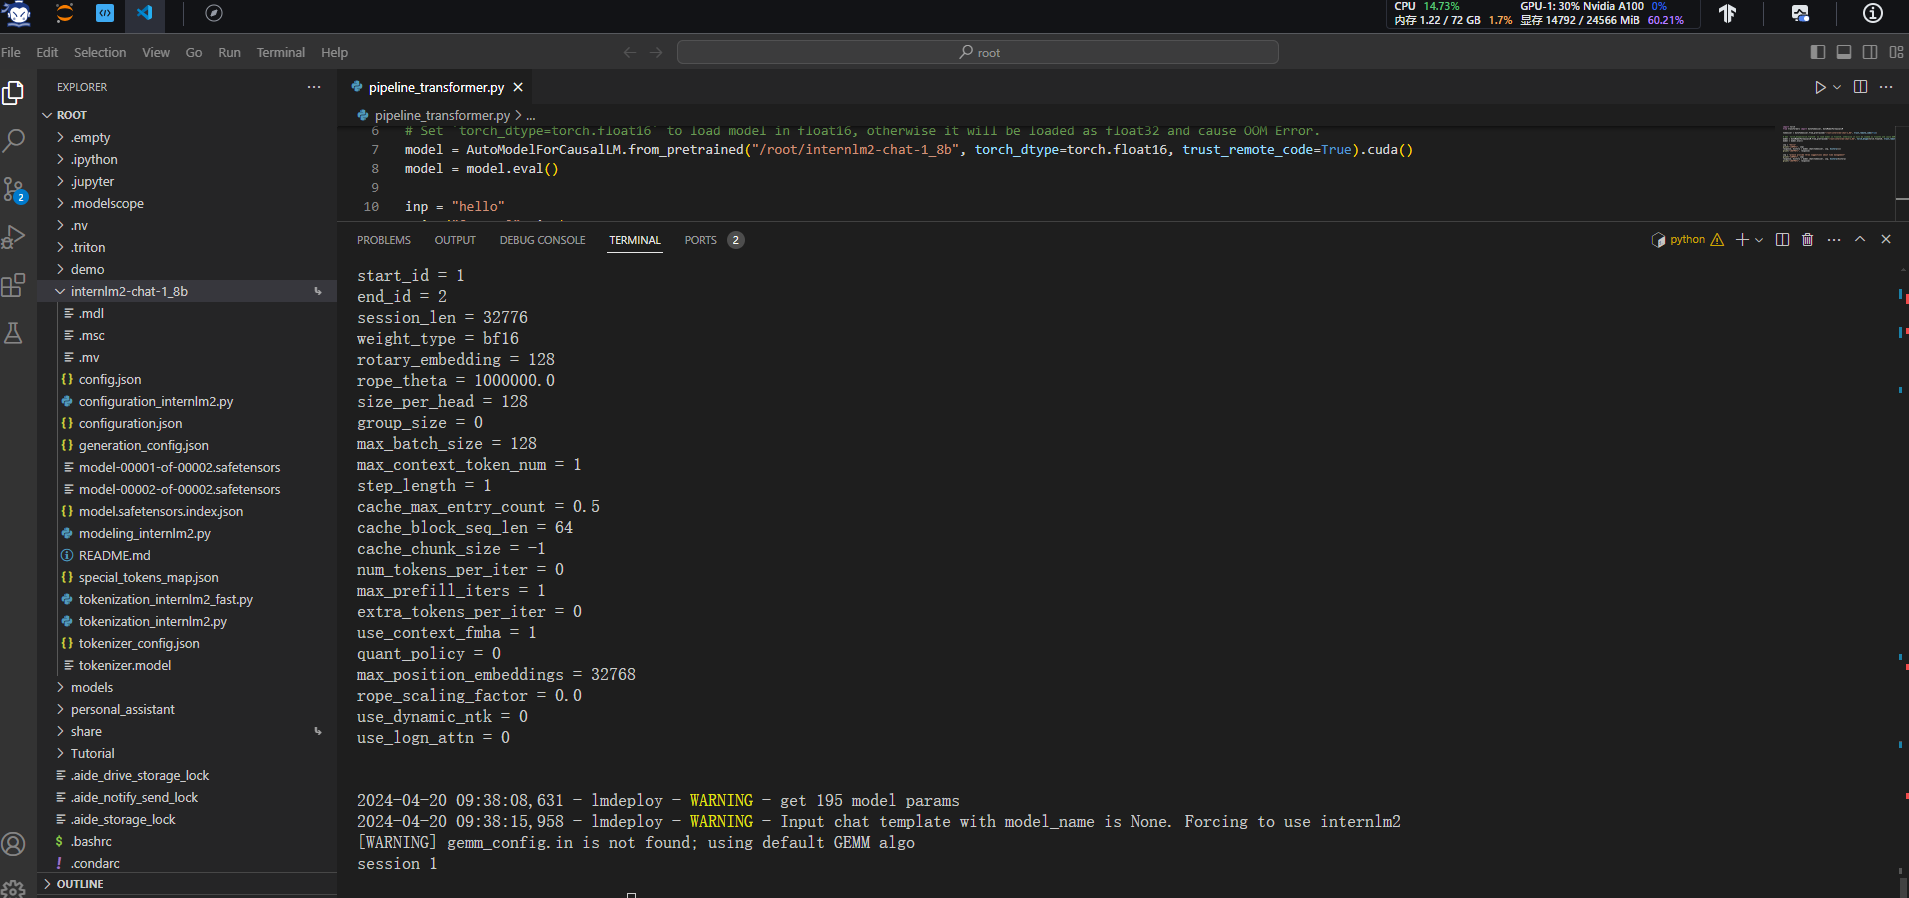 CPU 14.73% GPU-1: 30% Nvidia A100 0%
内存 1.22 / 72 GB 1.7% 显存 14792 / 24566 MiB 60.21%
File Edit Selection View Go Run Terminal Help
root
EXPLORER
ROOT
.empty
.ipython
.jupyter
.modelscope
.nv
.triton
demo
internlm2-chat-1_8b
.mdl
.msc
.mv
config.json
configuration_internlm2.py
configuration.json
generation_config.json
model-00001-of-00002.safetensors
model-00002-of-00002.safetensors
model.safetensors.index.json
modeling_internlm2.py
README.md
special_tokens_map.json
tokenization_internlm2_fast.py
tokenization_internlm2.py
tokenizer_config.json
tokenizer.model
models
personal_assistant
share
Tutorial
.aide_drive_storage_lock
.aide_notify_send_lock
.aide_storage_lock
.bashrc
.condarc
OUTLINE
2
pipeline_transformer.py
pipeline_transformer.py > ...
6 # Set `torch_dtype=torch.float16` to load model in float16, otherwise it will be loaded as float32 and cause OOM Error.
7 model = AutoModelForCausalLM.from_pretrained("/root/internlm2-chat-1_8b", torch_dtype=torch.float16, trust_remote_code=True).cuda()
8 model = model.eval()
9
10 inp = "hello"
PROBLEMS OUTPUT DEBUG CONSOLE TERMINAL PORTS 2
python
start_id = 1
end_id = 2
session_len = 32776
weight_type = bf16
rotary_embedding = 128
rope_theta = 1000000.0
size_per_head = 128
group_size = 0
max_batch_size = 128
max_context_token_num = 1
step_length = 1
cache_max_entry_count = 0.5
cache_block_seq_len = 64
cache_chunk_size = -1
num_tokens_per_iter = 0
max_prefill_iters = 1
extra_tokens_per_iter = 0
use_context_fmha = 1
quant_policy = 0
max_position_embeddings = 32768
rope_scaling_factor = 0.0
use_dynamic_ntk = 0
use_logn_attn = 0
2024-04-20 09:38:08,631 - lmdeploy - WARNING - get 195 model params
2024-04-20 09:38:15,958 - lmdeploy - WARNING - Input chat template with model_name is None. Forcing to use internlm2
[WARNING] gemm_config.in is not found; using default GEMM algo
session 1